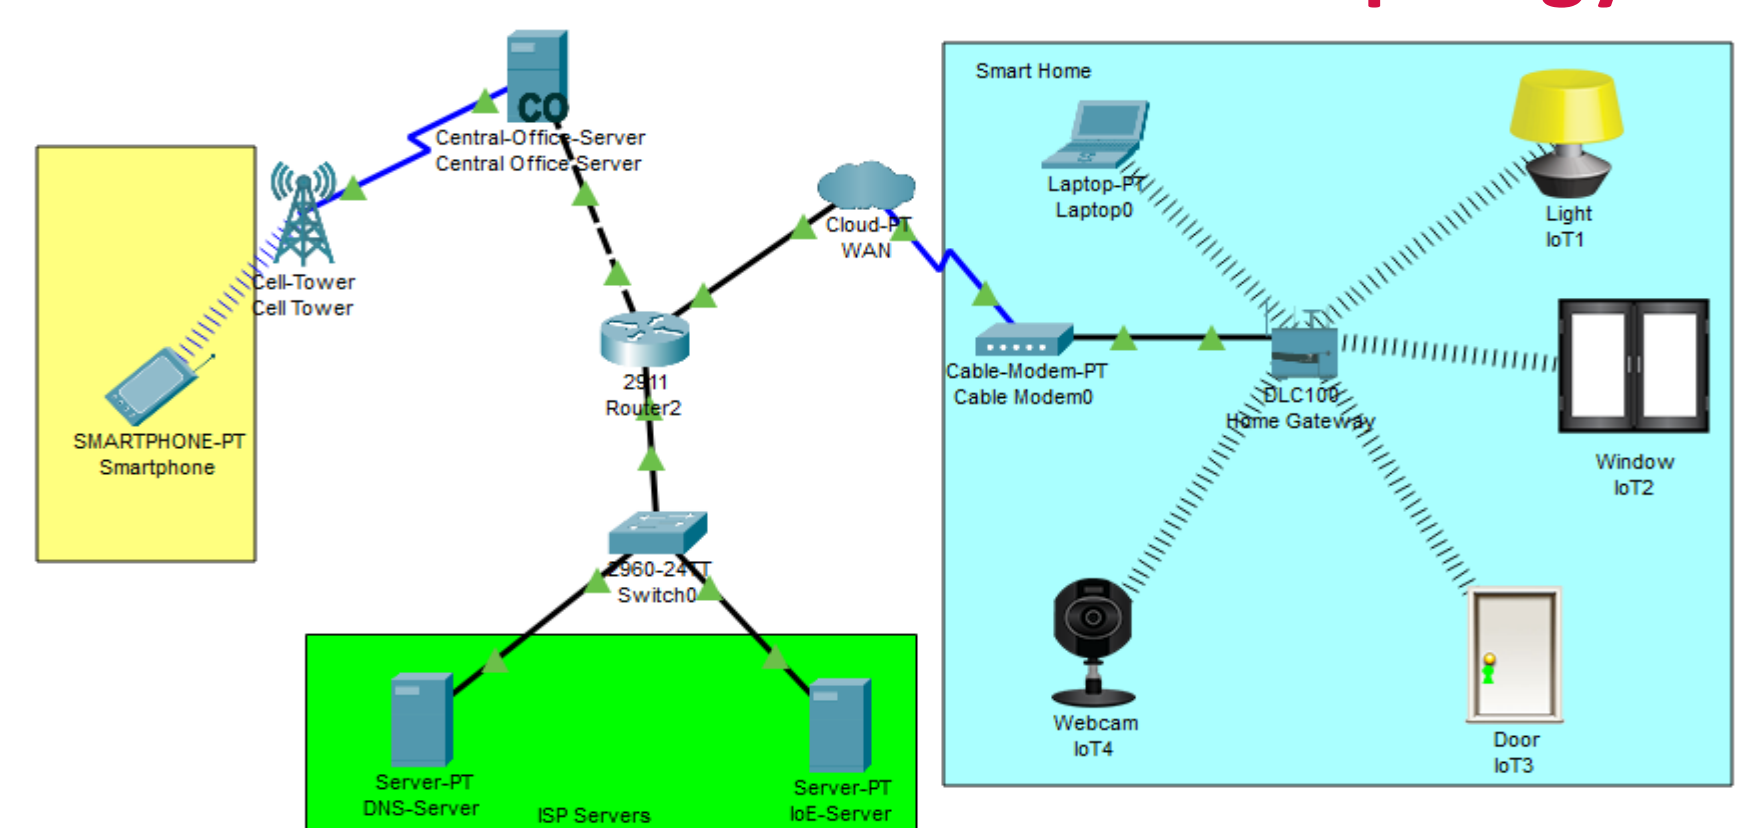 Smart Home
CO
Central-Office-Server
Central Office Server
Laptop-PT
Laptop0
Light
IoT1
Cloud-PT
WAN
Cell-Tower
Cell Tower
Cable-Modem-PT
Cable Modem0
2911
Router2
DLC100
Home Gateway
SMARTPHONE-PT
Smartphone
Window
IoT2
2960-24TT
Switch0
Webcam
IoT4
Door
IoT3
Server-PT
DNS-Server
Server-PT
IoE-Server
ISP Servers